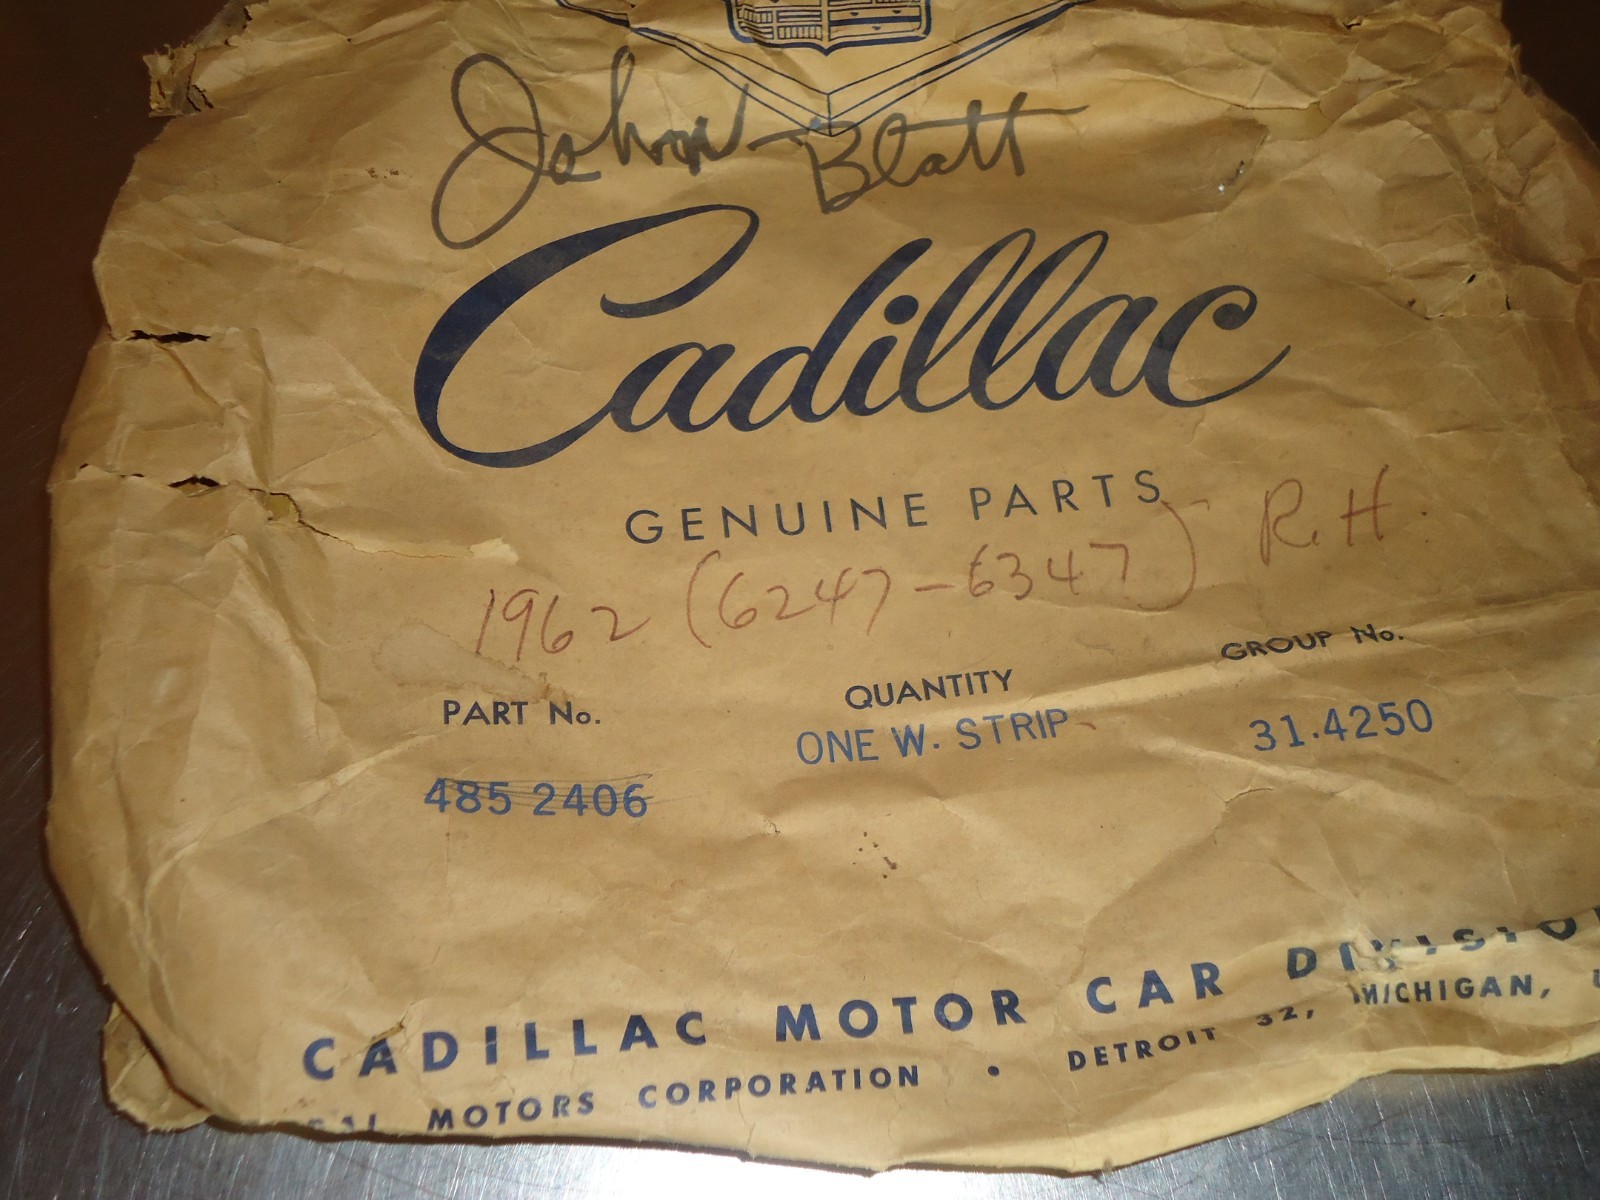 John Blatt
Cadillac
GENUINE PARTS
1962 (6247-6347) R.H.
PART No. QUANTITY GROUP No.
485 2406 ONE W. STRIP 31.4250
CADILLAC MOTOR CAR DIVISIO
MOTORS CORPORATION • DETROIT 32, MICHIGAN,